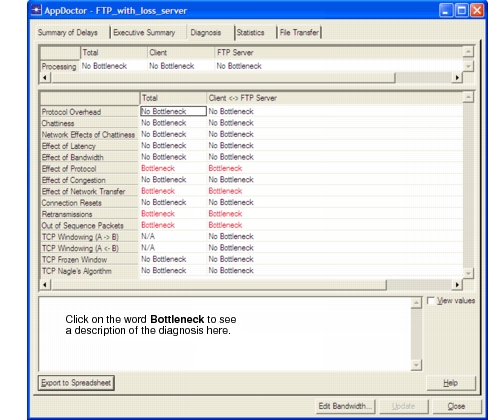 AppDoctor - FTP_with_loss_server
Summary of Delays Executive Summary Diagnosis Statistics File Transfer
Total Client FTP Server
Processing No Bottleneck No Bottleneck No Bottleneck
Total Client <-> FTP Server
Protocol Overhead No Bottleneck No Bottleneck
Chattiness No Bottleneck No Bottleneck
Network Effects of Chattiness No Bottleneck No Bottleneck
Effect of Latency No Bottleneck No Bottleneck
Effect of Bandwidth No Bottleneck No Bottleneck
Effect of Protocol Bottleneck Bottleneck
Effect of Congestion No Bottleneck No Bottleneck
Effect of Network Transfer Bottleneck Bottleneck
Connection Resets No Bottleneck No Bottleneck
Retransmissions Bottleneck Bottleneck
Out of Sequence Packets Bottleneck Bottleneck
TCP Windowing (A -> B) N/A No Bottleneck
TCP Windowing (A <- B) N/A No Bottleneck
TCP Frozen Window No Bottleneck No Bottleneck
TCP Nagle's Algorithm No Bottleneck No Bottleneck
Click on the word Bottleneck to see
a description of the diagnosis here.
View values
Export to Spreadsheet Help
Edit Bandwidth... Update Close